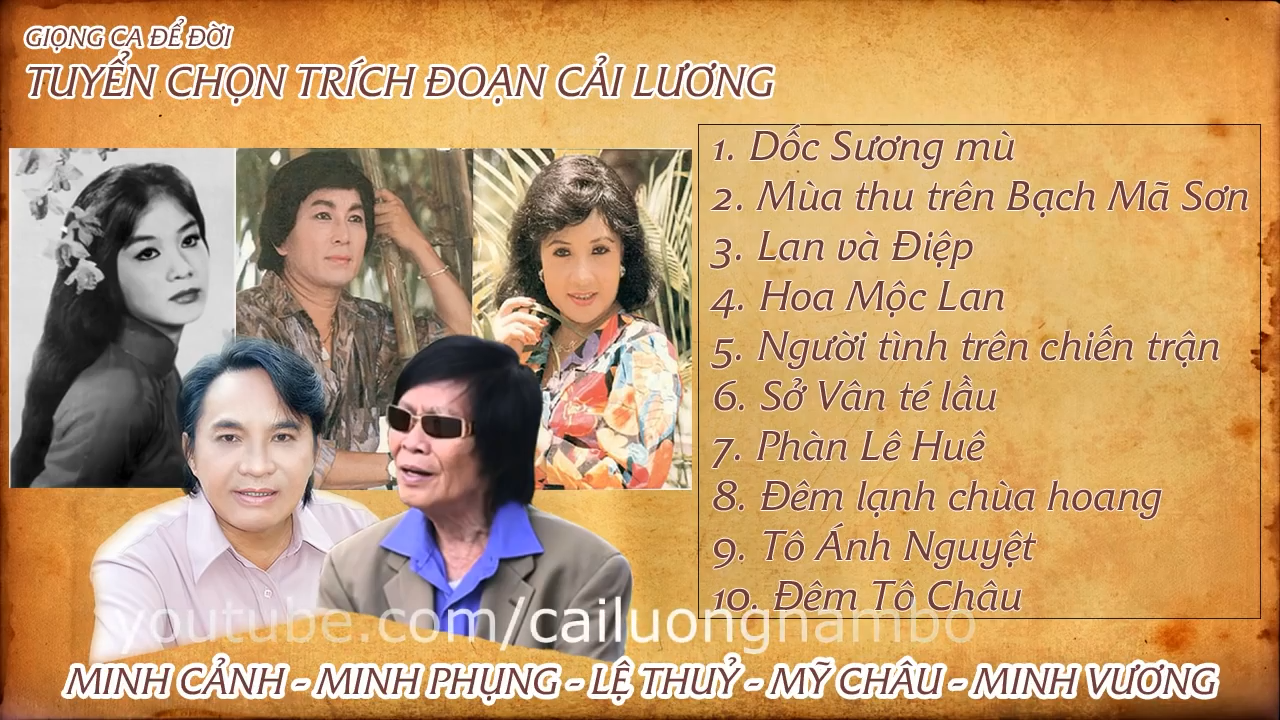 GIỌNG CA ĐỂ ĐỜI
TUYỂN CHỌN TRÍCH ĐOẠN CẢI LƯƠNG
1. Dốc Sương mù
2. Mùa thu trên Bạch Mã Sơn
3. Lan và Điệp
4. Hoa Mộc Lan
5. Người tình trên chiến trận
6. Sở Vân té lầu
7. Phàn Lê Huê
8. Đêm lạnh chùa hoang
9. Tô Ánh Nguyệt
10. Đêm Tô Châu
youtube.com/cailuongnambo
MINH CẢNH - MINH PHỤNG - LỆ THUỶ - MỸ CHÂU - MINH VƯƠNG